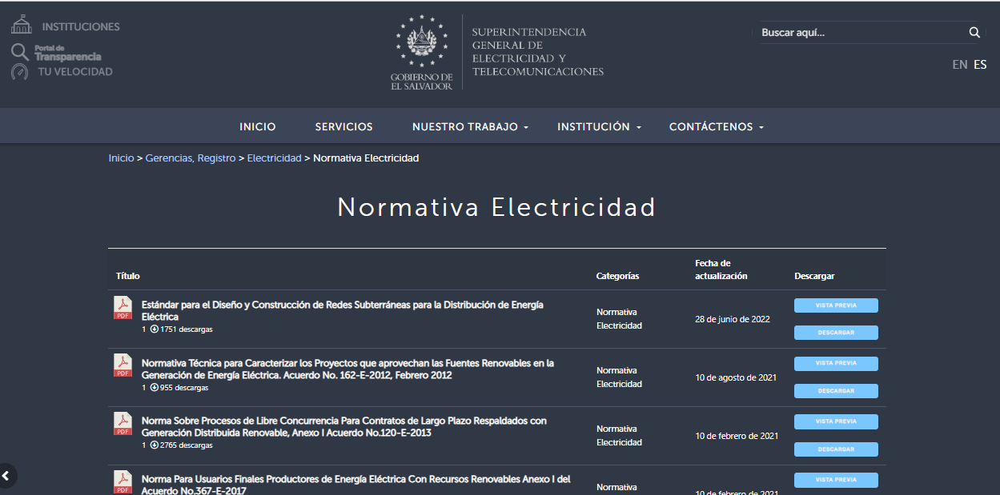 INSTITUCIONES
Portal de
Transparencia
TU VELOCIDAD
GOBIERNO DE
EL SALVADOR
SUPERINTENDENCIA
GENERAL DE
ELECTRICIDAD Y
TELECOMUNICACIONES
Buscar aquí...
EN ES
INICIO SERVICIOS NUESTRO TRABAJO INSTITUCIÓN CONTÁCTENOS
Inicio > Gerencias, Registro > Electricidad > Normativa Electricidad
Normativa Electricidad
Título
Categorías
Fecha de
actualización
Descargar
PDF
Estándar para el Diseño y Construcción de Redes Subterráneas para la Distribución de Energía
Eléctrica
1 1751 descargas
Normativa
Electricidad
28 de junio de 2022
VISTA PREVIA
DESCARGAR
PDF
Normativa Técnica para Caracterizar los Proyectos que aprovechan las Fuentes Renovables en la
Generación de Energía Eléctrica. Acuerdo No. 162-E-2012, Febrero 2012
1 955 descargas
Normativa
Electricidad
10 de agosto de 2021
VISTA PREVIA
DESCARGAR
PDF
Norma Sobre Procesos de Libre Concurrencia Para Contratos de Largo Plazo Respaldados con
Generación Distribuida Renovable, Anexo I Acuerdo No.120-E-2013
1 2765 descargas
Normativa
Electricidad
10 de febrero de 2021
VISTA PREVIA
DESCARGAR
PDF
Norma Para Usuarios Finales Productores de Energía Eléctrica Con Recursos Renovables Anexo I del
Acuerdo No.367-E-2017
Normativa
10 de febrero de 2021
VISTA PREVIA